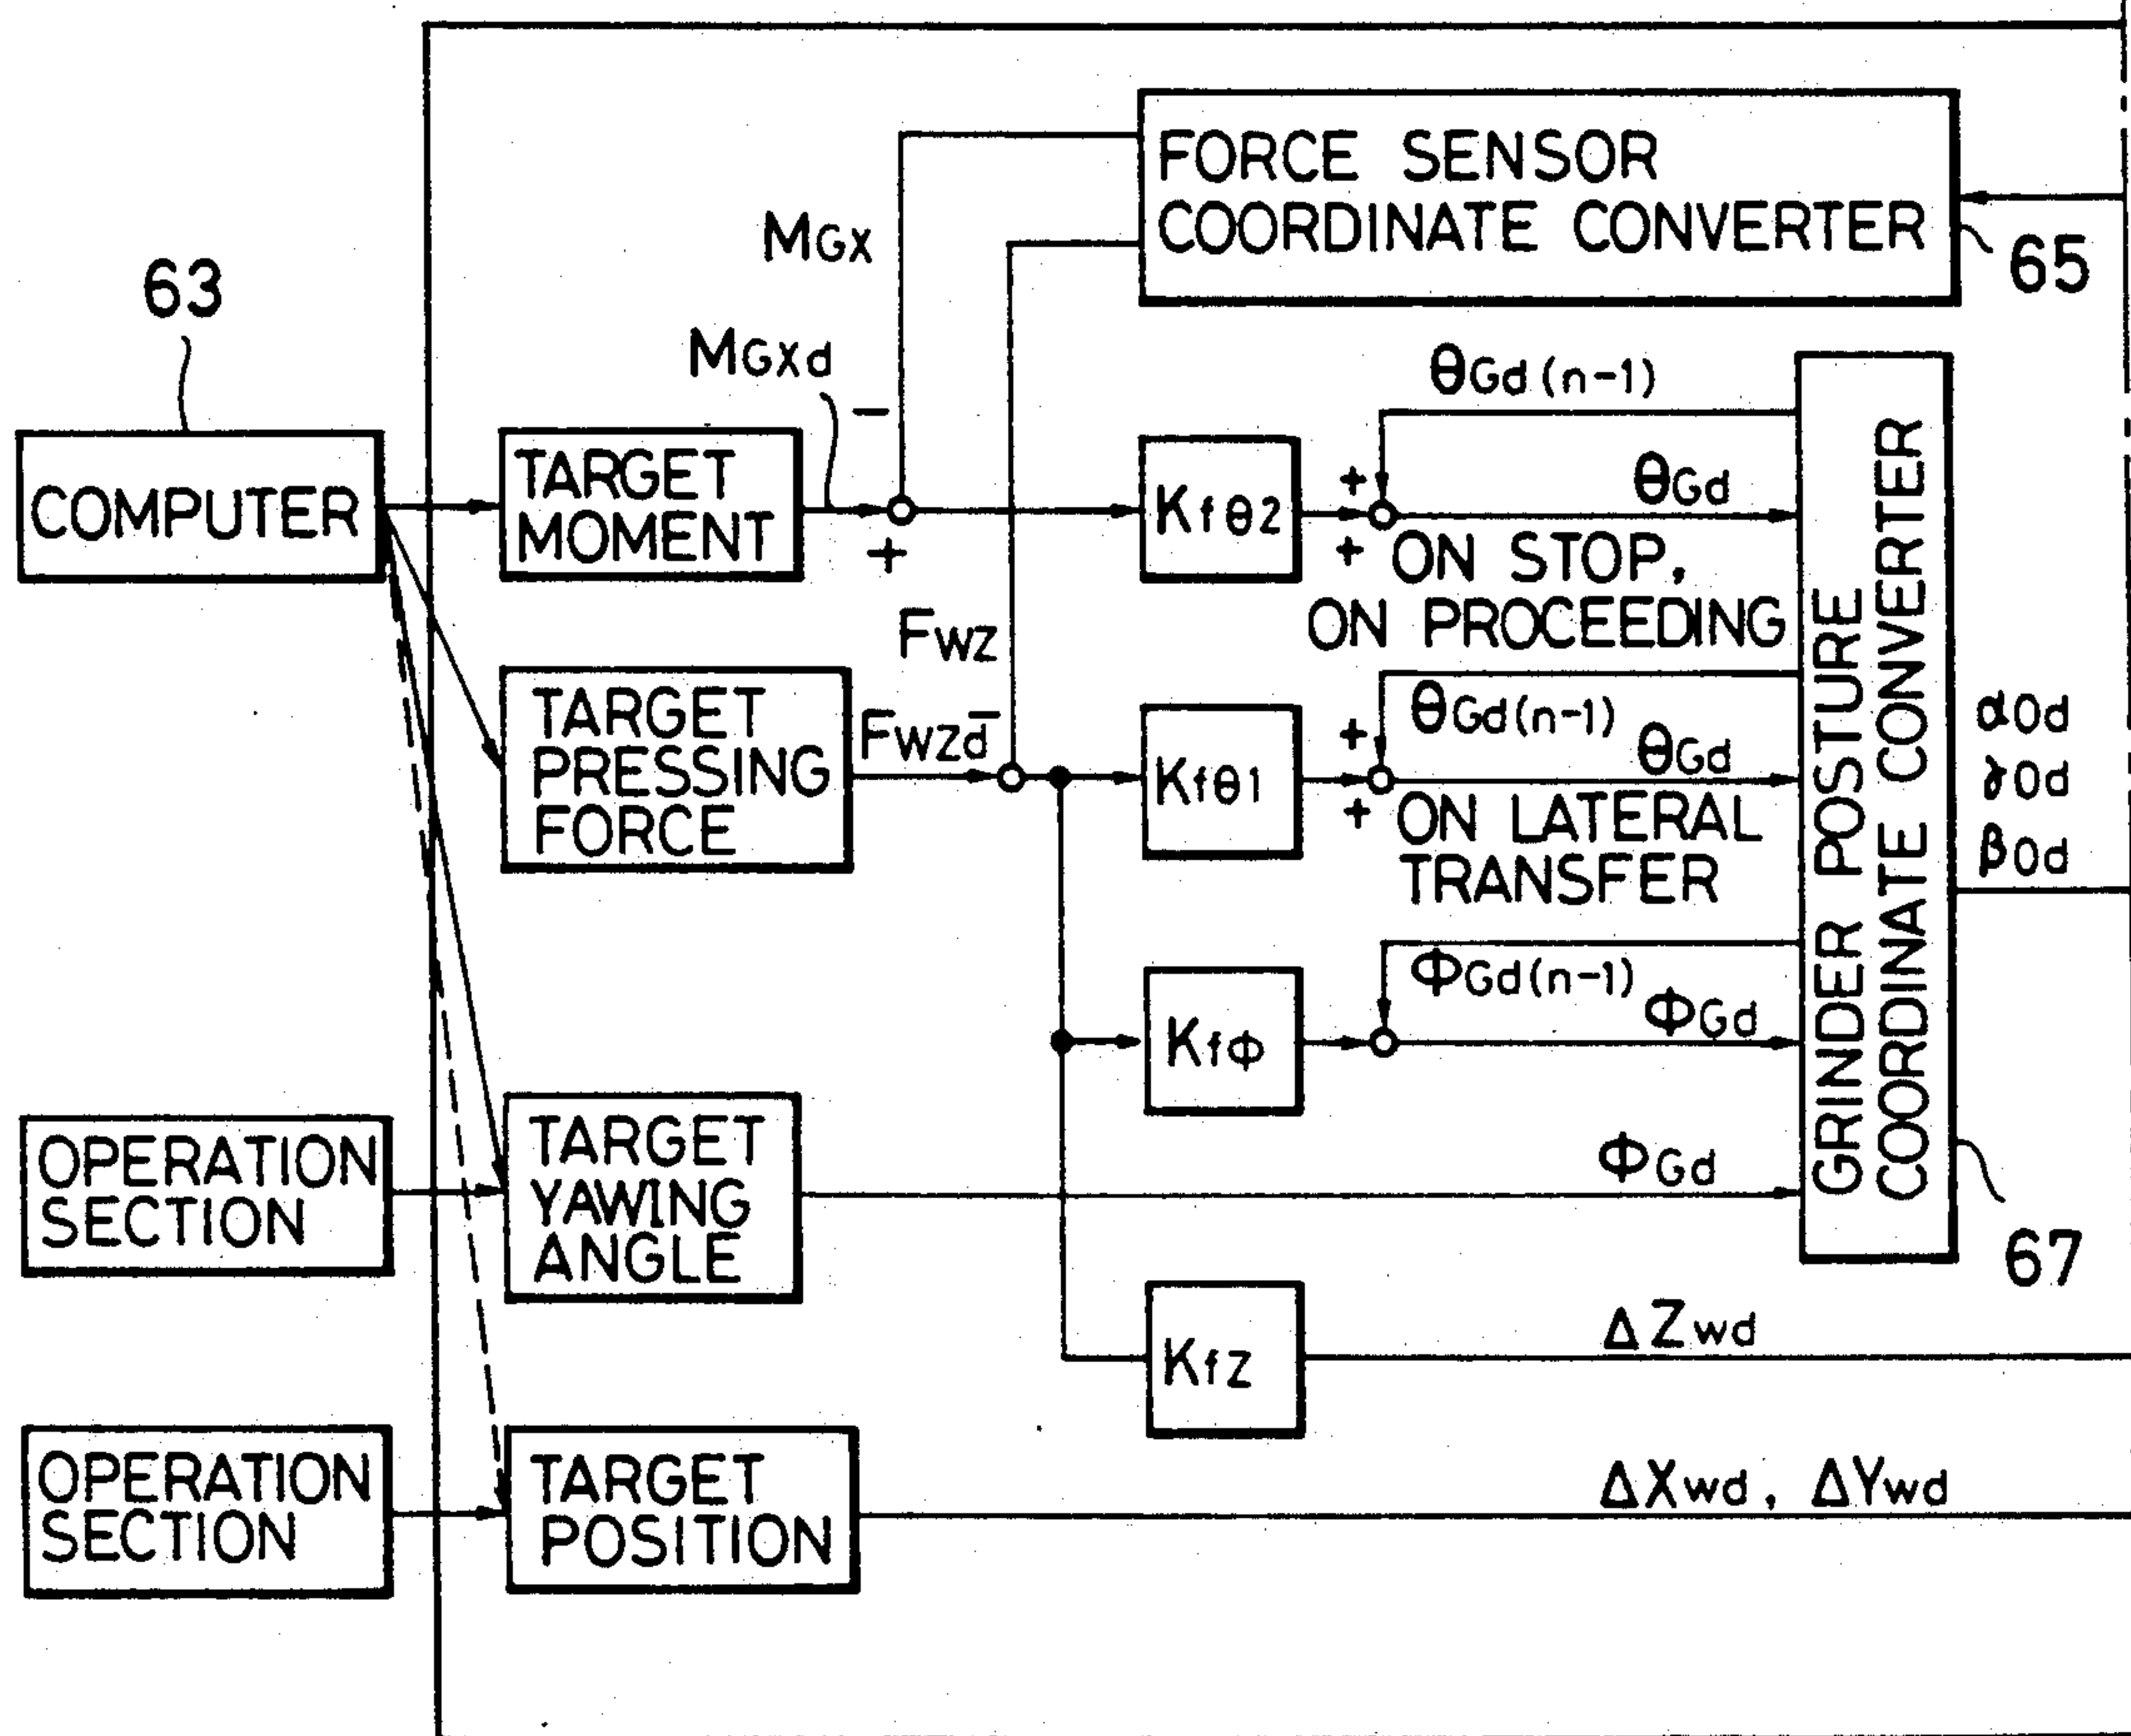 FORCE SENSOR
COORDINATE CONVERTER
65
MGX
63
MGXd
−
+
COMPUTER
TARGET
MOMENT
Kfθ2
θGd(n-1)
+
+
θGd
ON STOP,
ON PROCEEDING
FWZ
TARGET
PRESSING
FORCE
FWZd
−
Kfθ1
θGd(n-1)
+
+
θGd
ON LATERAL
TRANSFER
GRINDER POSTURE
COORDINATE CONVERTER
α0d
γ0d
β0d
Kfφ
ΦGd(n-1)
ΦGd
OPERATION
SECTION
TARGET
YAWING
ANGLE
ΦGd
67
KfZ
ΔZwd
OPERATION
SECTION
TARGET
POSITION
ΔXwd, ΔYwd